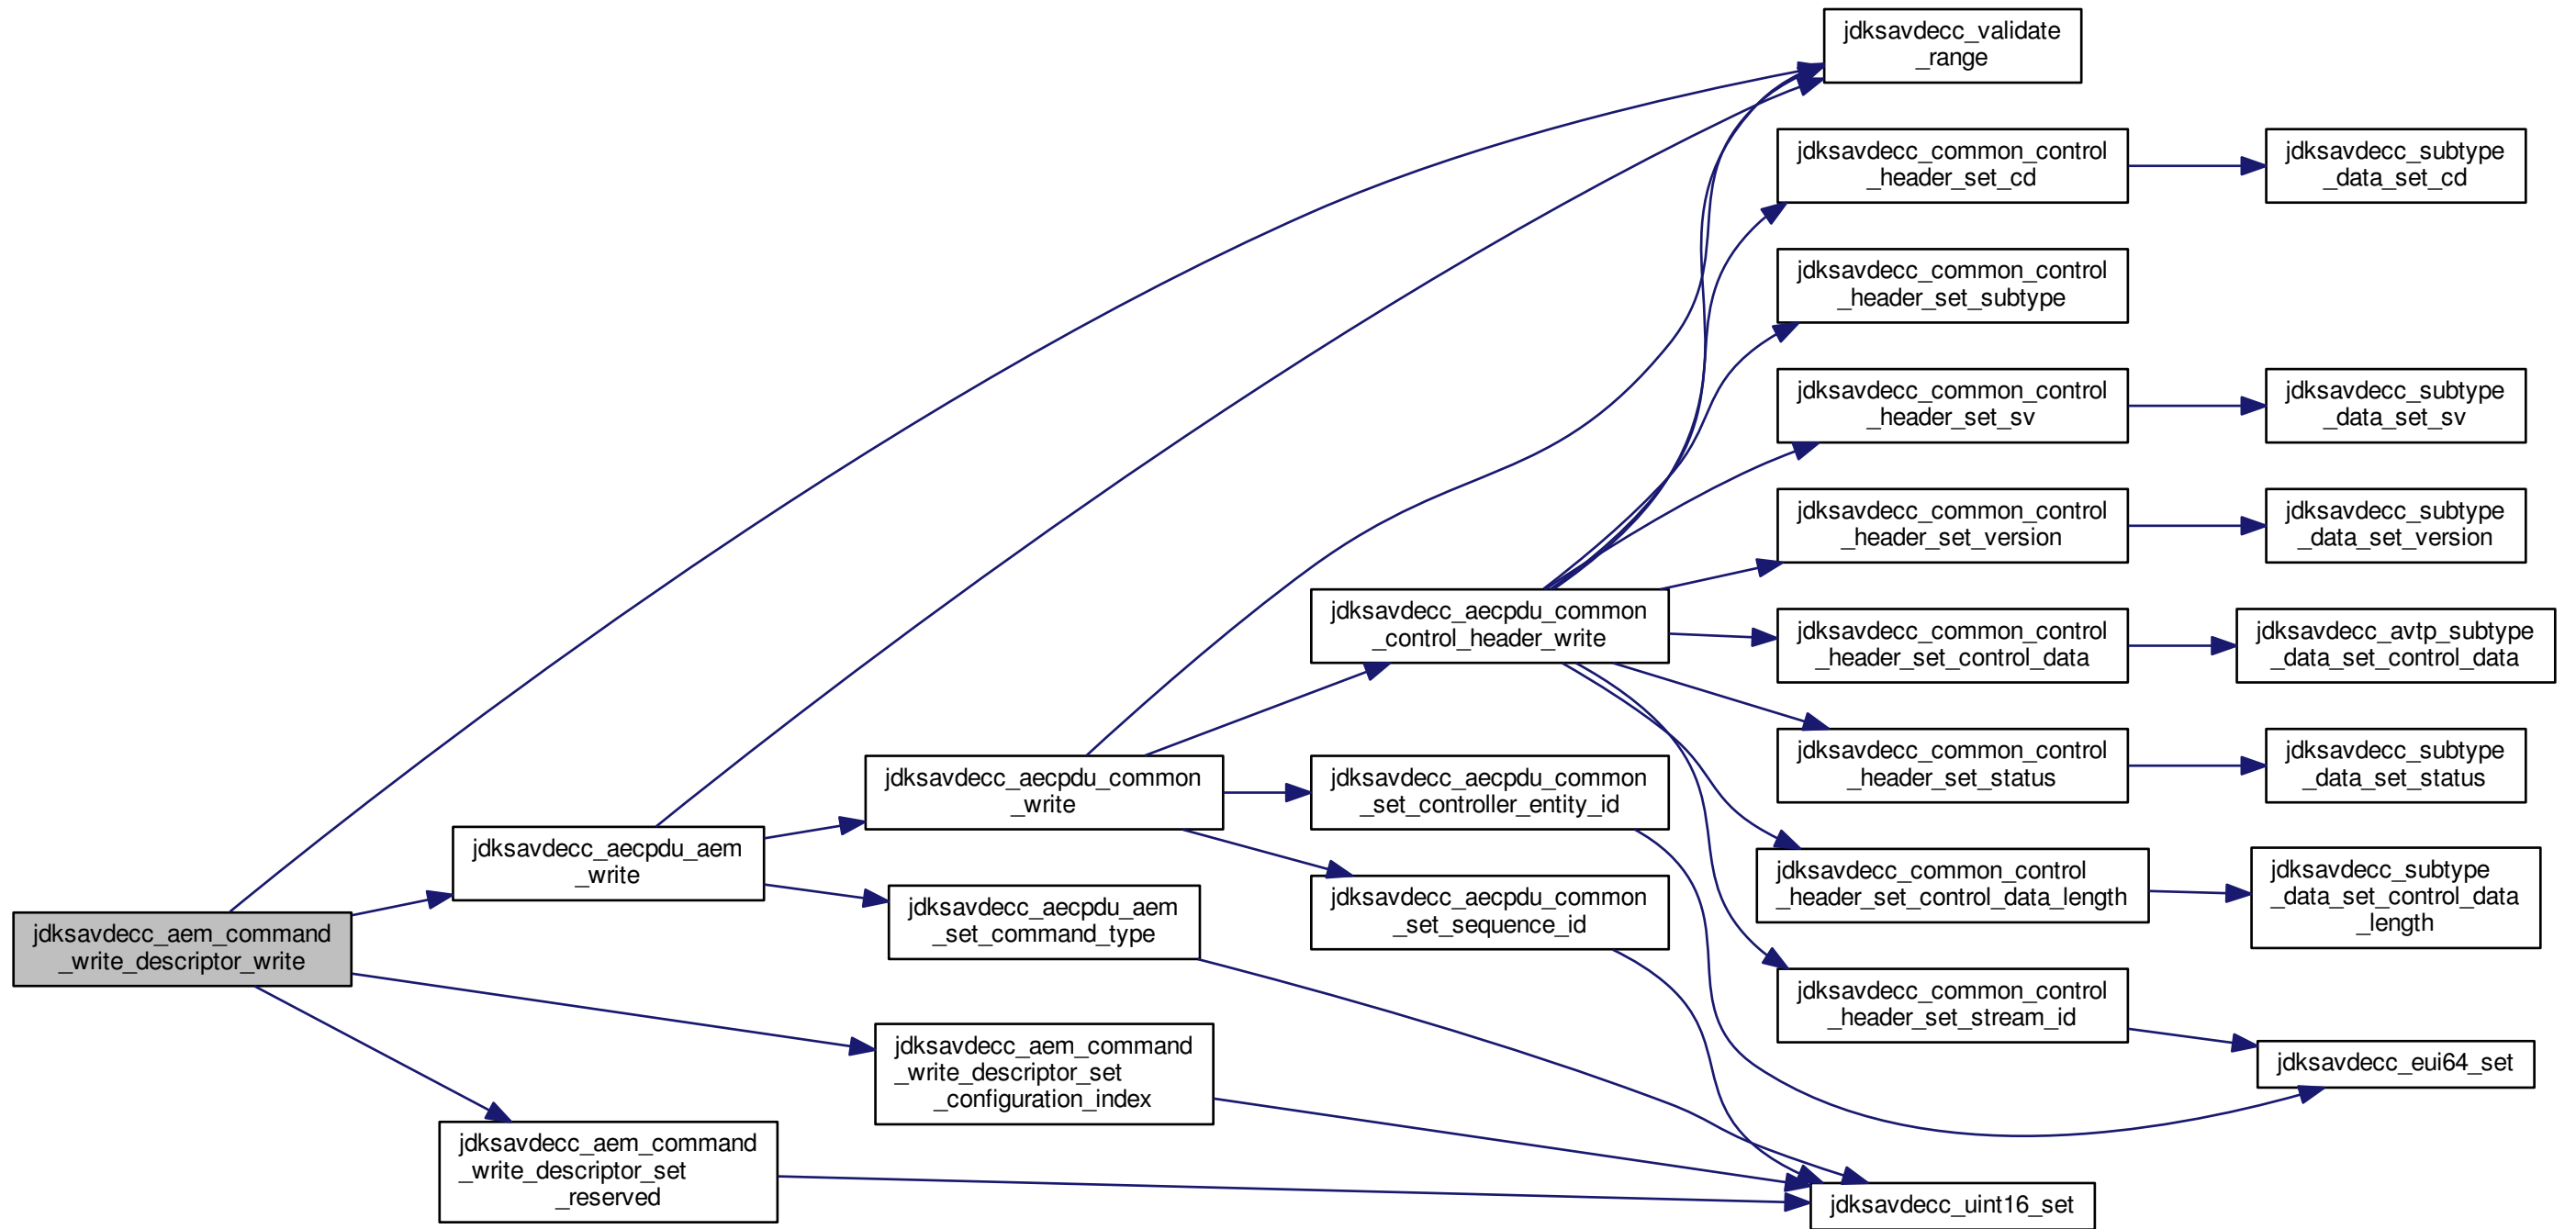 jdksavdecc_validate
_range
jdksavdecc_common_control
_header_set_cd
jdksavdecc_subtype
_data_set_cd
jdksavdecc_common_control
_header_set_subtype
jdksavdecc_common_control
_header_set_sv
jdksavdecc_subtype
_data_set_sv
jdksavdecc_common_control
_header_set_version
jdksavdecc_subtype
_data_set_version
jdksavdecc_aecpdu_common
_control_header_write
jdksavdecc_common_control
_header_set_control_data
jdksavdecc_avtp_subtype
_data_set_control_data
jdksavdecc_common_control
_header_set_status
jdksavdecc_subtype
_data_set_status
jdksavdecc_aecpdu_common
_write
jdksavdecc_aecpdu_common
_set_controller_entity_id
jdksavdecc_aecpdu_aem
_write
jdksavdecc_common_control
_header_set_control_data_length
jdksavdecc_subtype
_data_set_control_data
_length
jdksavdecc_aecpdu_aem
_set_command_type
jdksavdecc_aecpdu_common
_set_sequence_id
jdksavdecc_aem_command
_write_descriptor_write
jdksavdecc_common_control
_header_set_stream_id
jdksavdecc_aem_command
_write_descriptor_set
_configuration_index
jdksavdecc_eui64_set
jdksavdecc_aem_command
_write_descriptor_set
_reserved
jdksavdecc_uint16_set